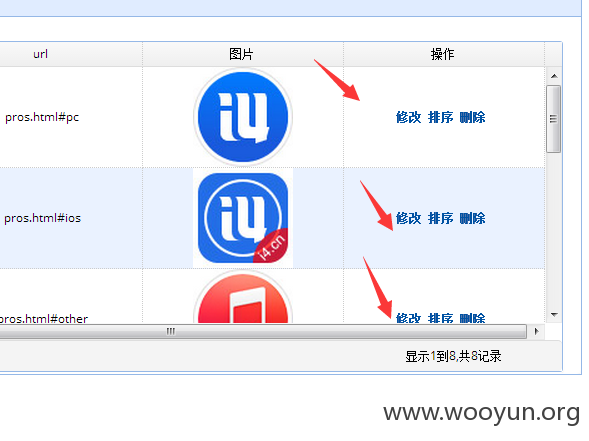 url 图片 操作
pros.html#pc i4 修改 排序 删除
pros.html#ios i4 i4.cn 修改 排序 删除
pros.html#other 修改 排序 删除
显示1到8,共8记录
www.wooyun.org